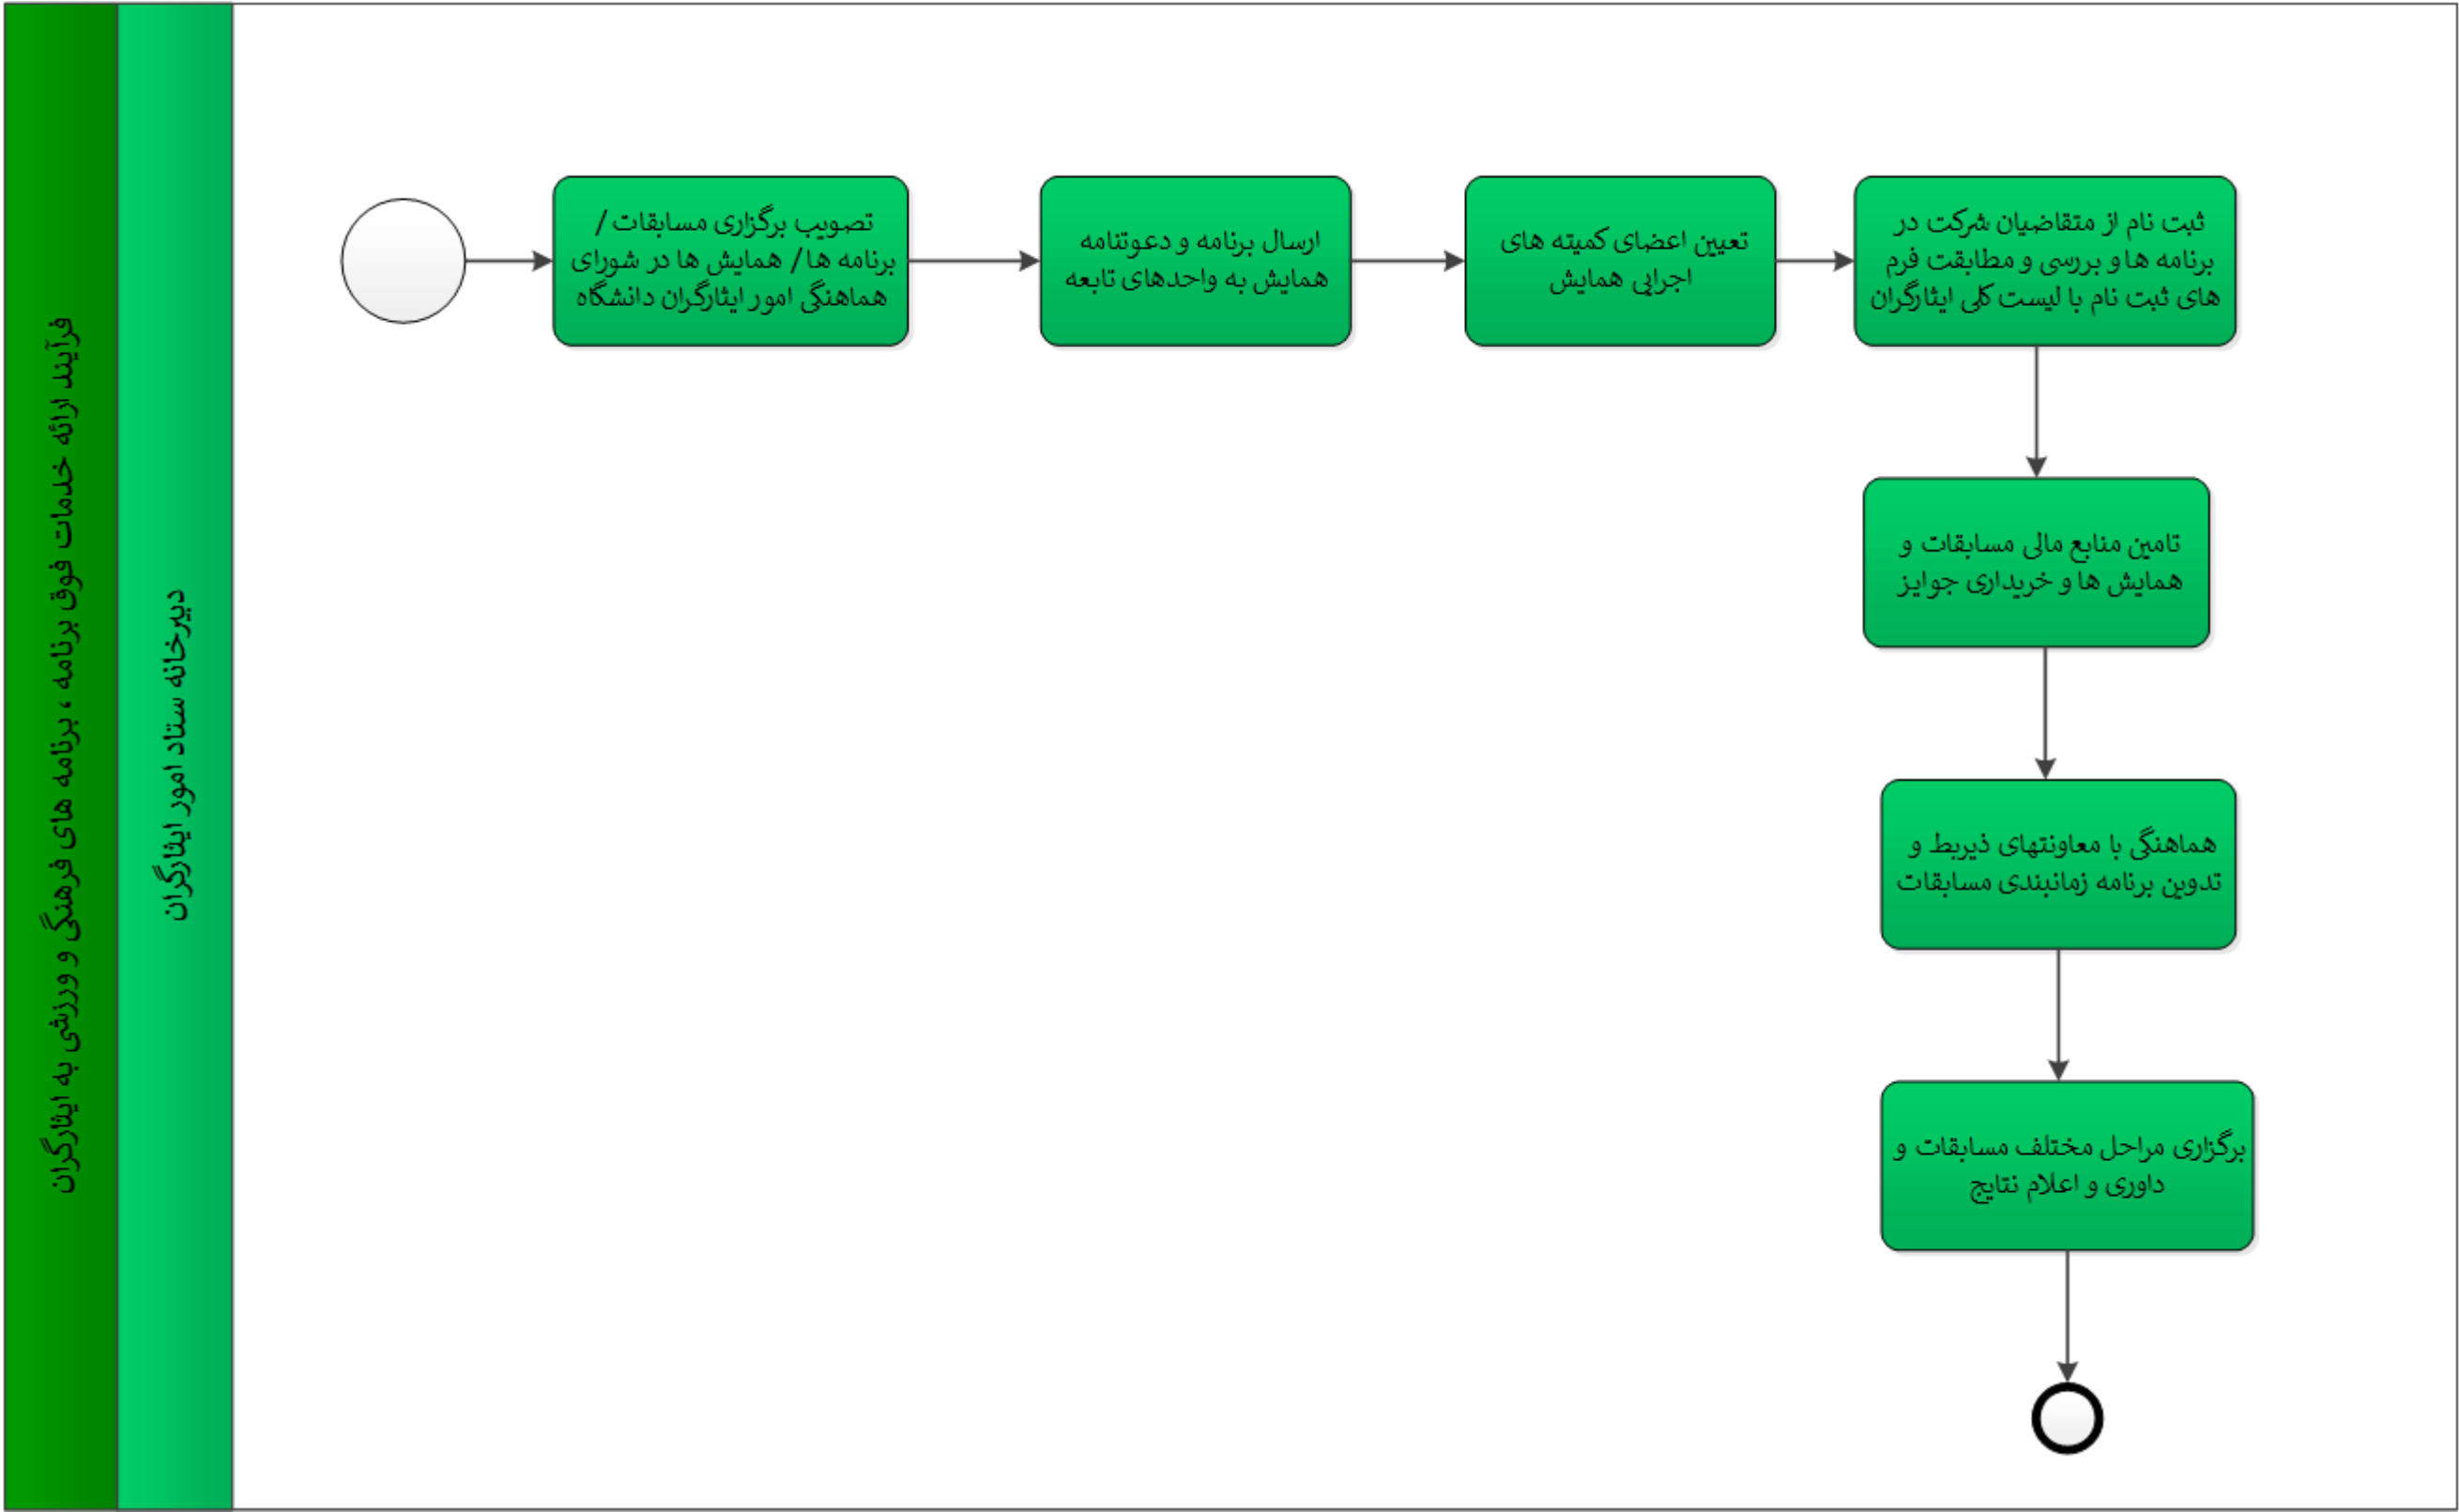 فرآیند ارائه خدمات فوق برنامه ، برنامه های فرهنگی و ورزشی به ایثارگران
دبیرخانه ستاد امور ایثارگران
تصویب برگزاری مسابقات /
برنامه ها / همایش ها در شورای
هماهنگی امور ایثارگران دانشگاه
ارسال برنامه و دعوتنامه
همایش به واحدهای تابعه
تعیین اعضای کمیته های
اجرایی همایش
ثبت نام از متقاضیان شرکت در
برنامه ها و بررسی و مطابقت فرم
های ثبت نام با لیست کلی ایثارگران
تامین منابع مالی مسابقات و
همایش ها و خریداری جوایز
هماهنگی با معاونتهای ذیربط و
تدوین برنامه زمانبندی مسابقات
برگزاری مراحل مختلف مسابقات و
داوری و اعلام نتایج